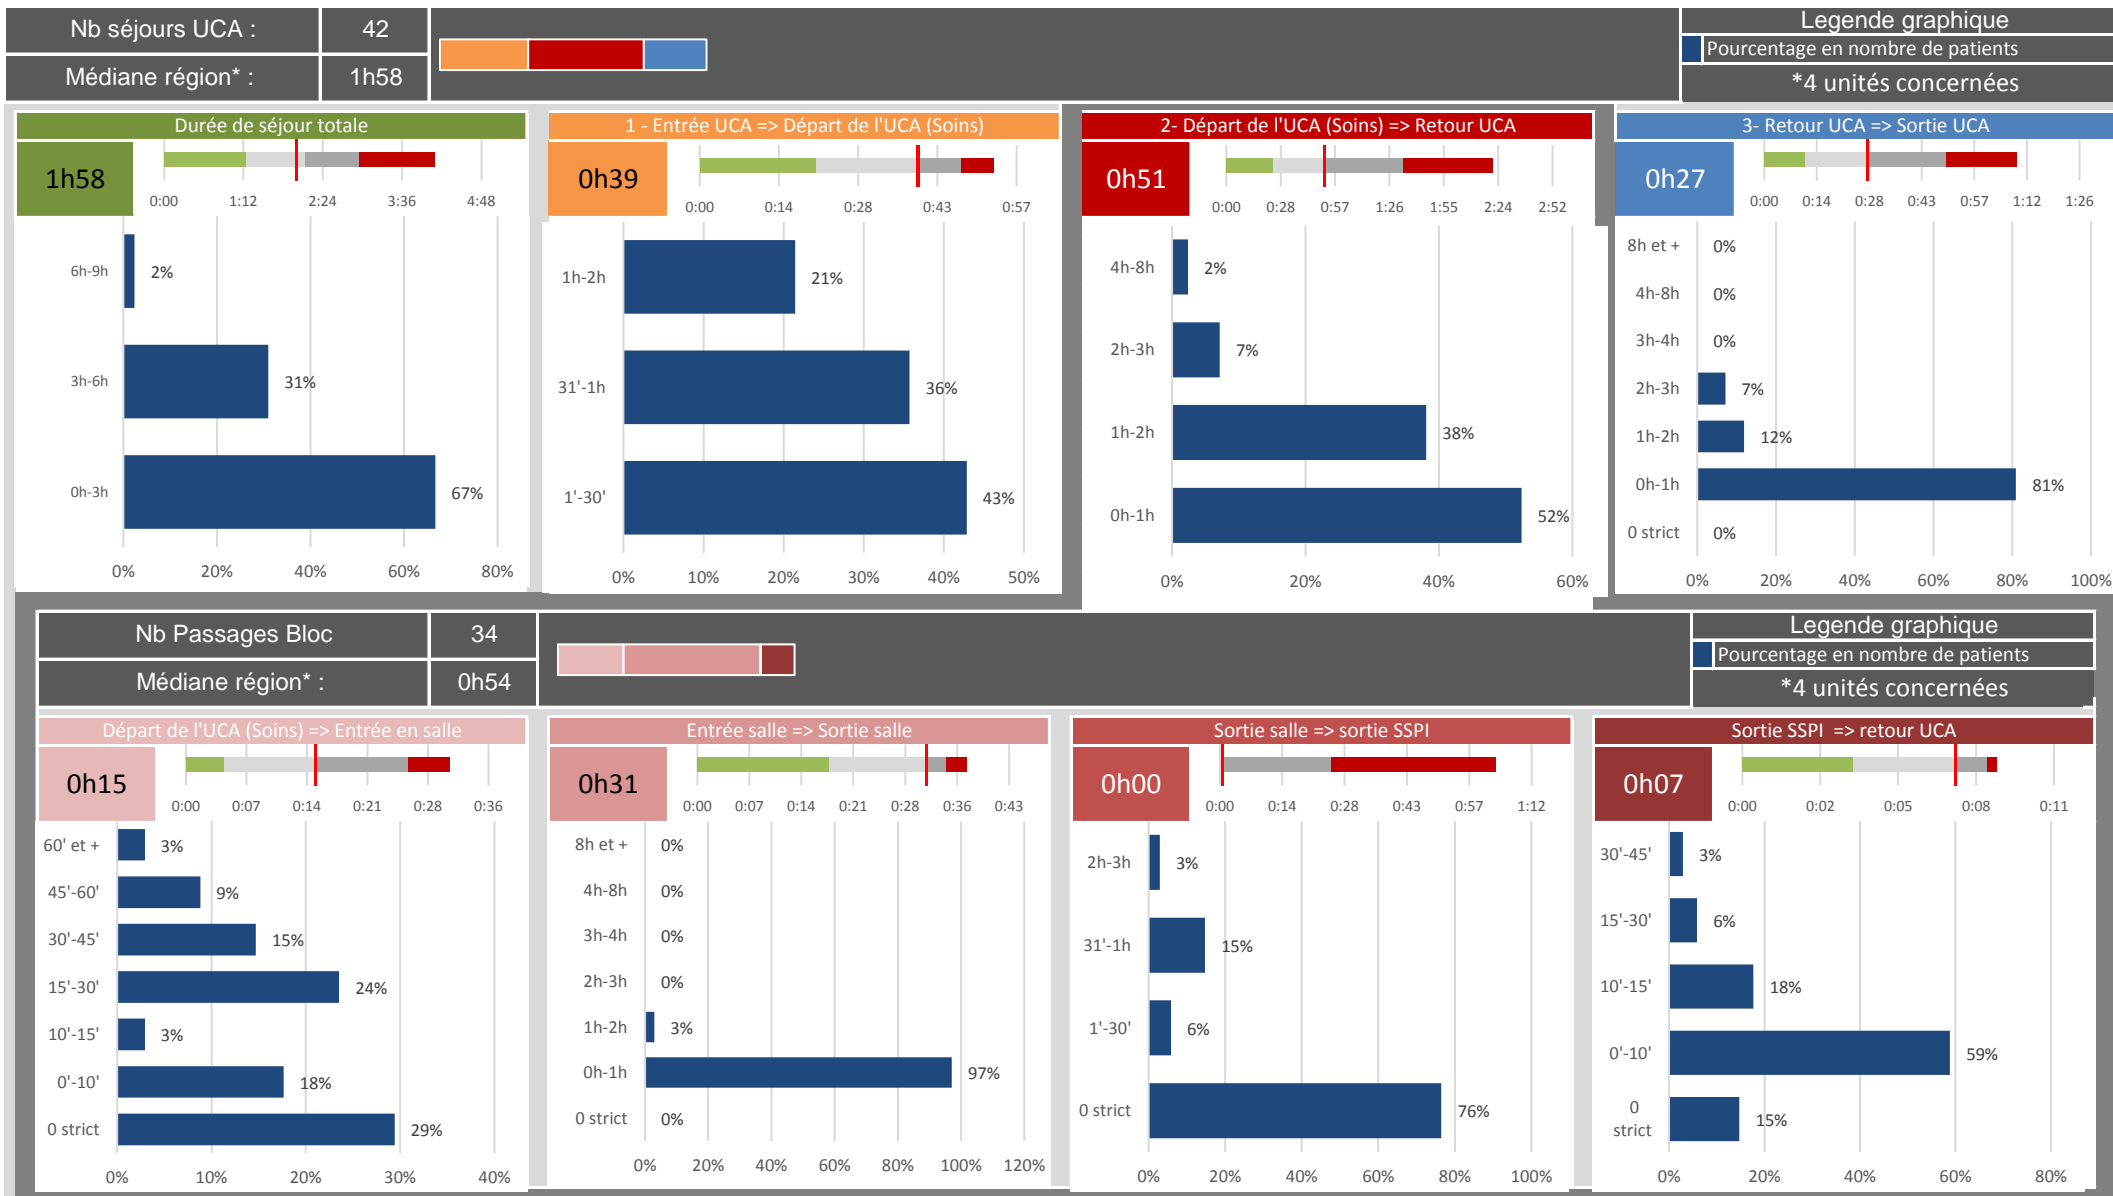 Nb séjours UCA :
42
Médiane région* :
1h58
Legende graphique
Pourcentage en nombre de patients
*4 unités concernées
Durée de séjour totale
1h58
0:00 1:12 2:24 3:36 4:48
6h-9h 2%
3h-6h 31%
0h-3h 67%
0% 20% 40% 60% 80%
1 - Entrée UCA => Départ de l'UCA (Soins)
0h39
0:00 0:14 0:28 0:43 0:57
1h-2h 21%
31'-1h 36%
1'-30' 43%
0% 10% 20% 30% 40% 50%
2- Départ de l'UCA (Soins) => Retour UCA
0h51
0:00 0:28 0:57 1:26 1:55 2:24 2:52
4h-8h 2%
2h-3h 7%
1h-2h 38%
0h-1h 52%
0% 20% 40% 60%
3- Retour UCA => Sortie UCA
0h27
0:00 0:14 0:28 0:43 0:57 1:12 1:26
8h et + 0%
4h-8h 0%
3h-4h 0%
2h-3h 7%
1h-2h 12%
0h-1h 81%
0 strict 0%
0% 20% 40% 60% 80% 100%
Nb Passages Bloc
34
Médiane région* :
0h54
Legende graphique
Pourcentage en nombre de patients
*4 unités concernées
Départ de l'UCA (Soins) => Entrée en salle
0h15
0:00 0:07 0:14 0:21 0:28 0:36
60' et + 3%
45'-60' 9%
30'-45' 15%
15'-30' 24%
10'-15' 3%
0'-10' 18%
0 strict 29%
0% 10% 20% 30% 40%
Entrée salle => Sortie salle
0h31
0:00 0:07 0:14 0:21 0:28 0:36 0:43
8h et + 0%
4h-8h 0%
3h-4h 0%
2h-3h 0%
1h-2h 3%
0h-1h 97%
0 strict 0%
0% 20% 40% 60% 80% 100% 120%
Sortie salle => sortie SSPI
0h00
0:00 0:14 0:28 0:43 0:57 1:12
2h-3h 3%
31'-1h 15%
1'-30' 6%
0 strict 76%
0% 20% 40% 60% 80% 100%
Sortie SSPI => retour UCA
0h07
0:00 0:02 0:05 0:08 0:11
30'-45' 3%
15'-30' 6%
10'-15' 18%
0'-10' 59%
0
strict 15%
0% 20% 40% 60% 80%